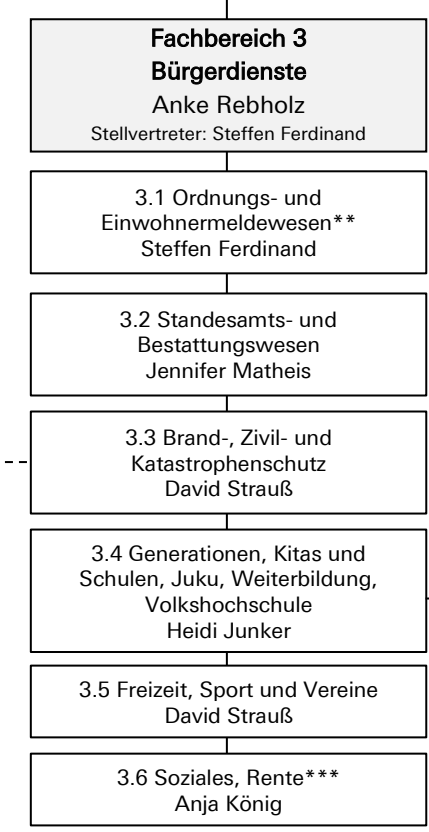 Fachbereich 3
Bürgerdienste
Anke Rebholz
Stellvertreter: Steffen Ferdinand
3.1 Ordnungs- und
Einwohnermeldewesen**
Steffen Ferdinand
3.2 Standesamts- und
Bestattungswesen
Jennifer Matheis
3.3 Brand-, Zivil- und
Katastrophenschutz
David Strauß
3.4 Generationen, Kitas und
Schulen, Juku, Weiterbildung,
Volkshochschule
Heidi Junker
3.5 Freizeit, Sport und Vereine
David Strauß
3.6 Soziales, Rente***
Anja König